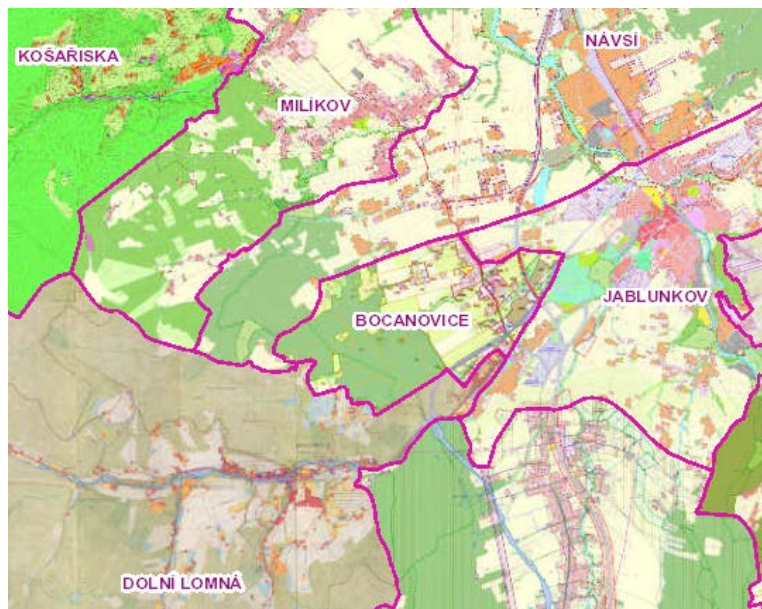 NÁVSÍ
KOŠAŘISKA
MILÍKOV
JABLUNKOV
BOCANOVICE
DOLNÍ LOMNÁ